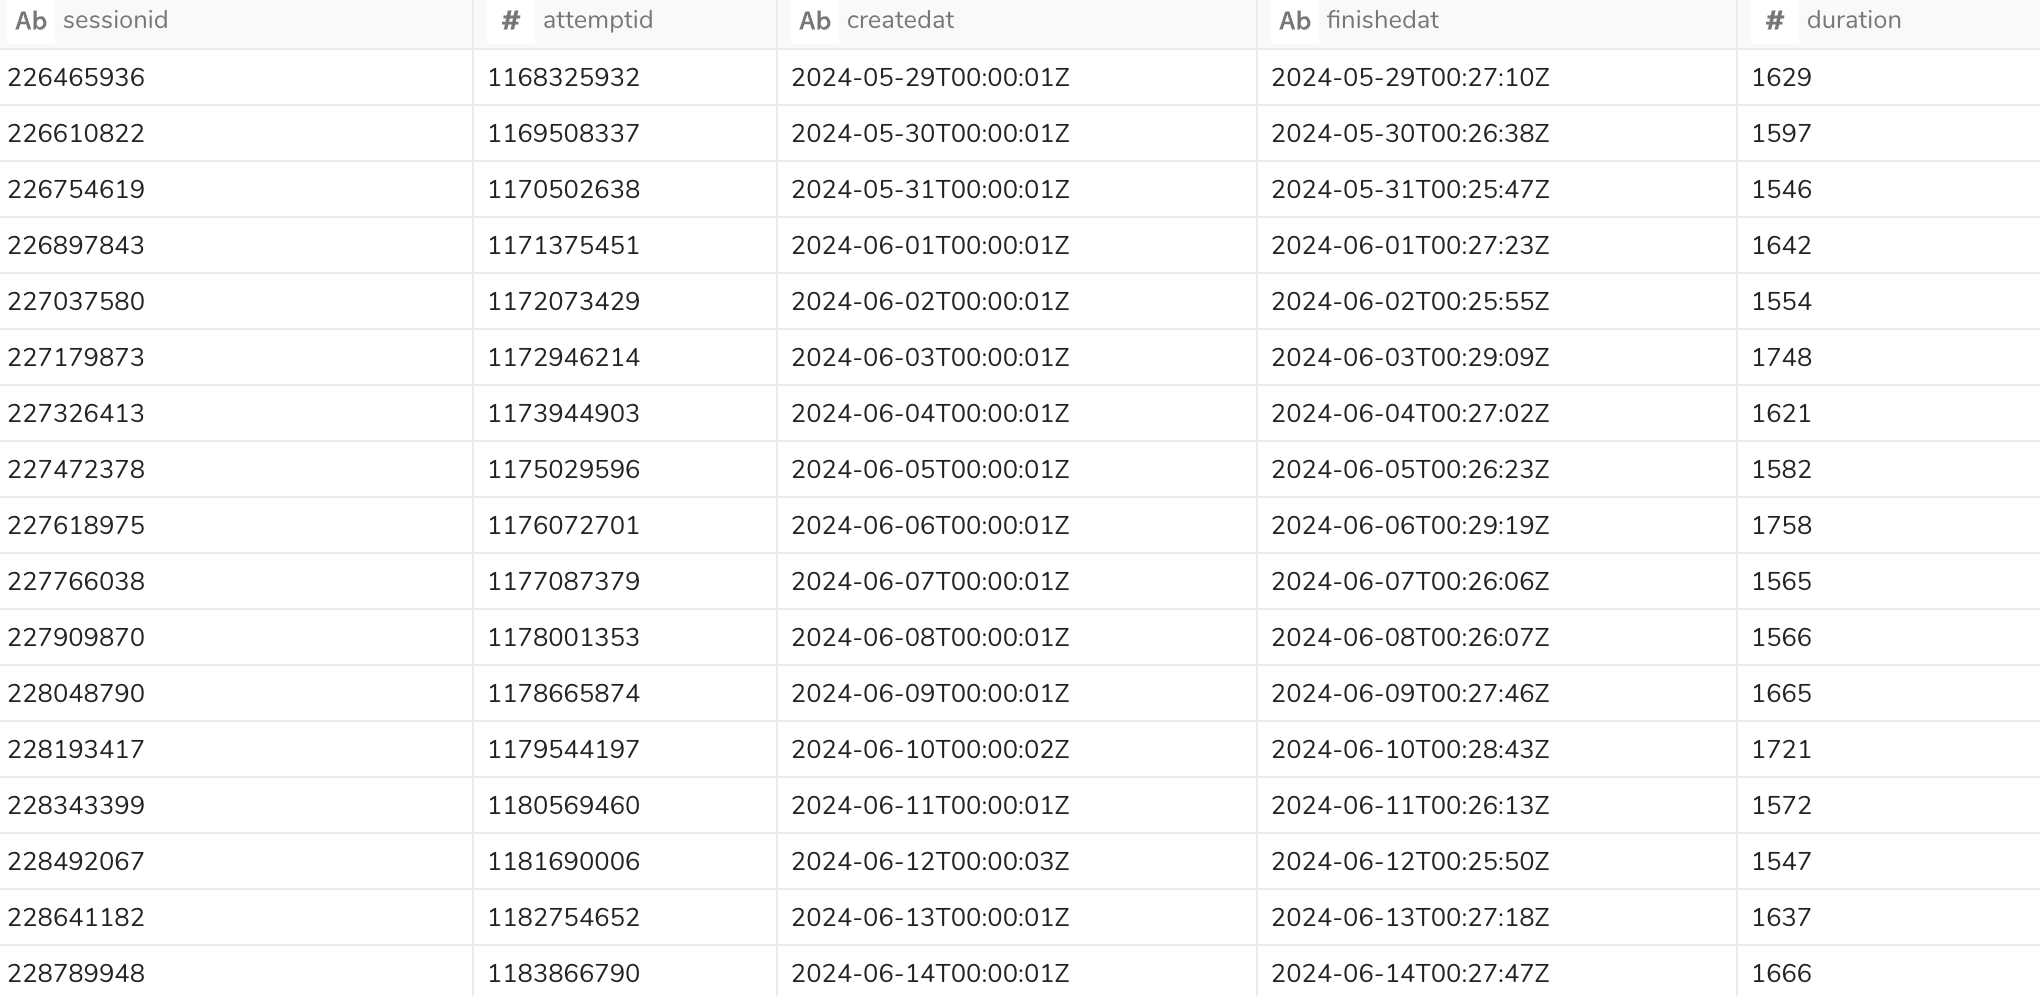 Ab sessionid # attemptid Ab createdat Ab finishedat # duration
226465936 1168325932 2024-05-29T00:00:01Z 2024-05-29T00:27:10Z 1629
226610822 1169508337 2024-05-30T00:00:01Z 2024-05-30T00:26:38Z 1597
226754619 1170502638 2024-05-31T00:00:01Z 2024-05-31T00:25:47Z 1546
226897843 1171375451 2024-06-01T00:00:01Z 2024-06-01T00:27:23Z 1642
227037580 1172073429 2024-06-02T00:00:01Z 2024-06-02T00:25:55Z 1554
227179873 1172946214 2024-06-03T00:00:01Z 2024-06-03T00:29:09Z 1748
227326413 1173944903 2024-06-04T00:00:01Z 2024-06-04T00:27:02Z 1621
227472378 1175029596 2024-06-05T00:00:01Z 2024-06-05T00:26:23Z 1582
227618975 1176072701 2024-06-06T00:00:01Z 2024-06-06T00:29:19Z 1758
227766038 1177087379 2024-06-07T00:00:01Z 2024-06-07T00:26:06Z 1565
227909870 1178001353 2024-06-08T00:00:01Z 2024-06-08T00:26:07Z 1566
228048790 1178665874 2024-06-09T00:00:01Z 2024-06-09T00:27:46Z 1665
228193417 1179544197 2024-06-10T00:00:02Z 2024-06-10T00:28:43Z 1721
228343399 1180569460 2024-06-11T00:00:01Z 2024-06-11T00:26:13Z 1572
228492067 1181690006 2024-06-12T00:00:03Z 2024-06-12T00:25:50Z 1547
228641182 1182754652 2024-06-13T00:00:01Z 2024-06-13T00:27:18Z 1637
228789948 1183866790 2024-06-14T00:00:01Z 2024-06-14T00:27:47Z 1666